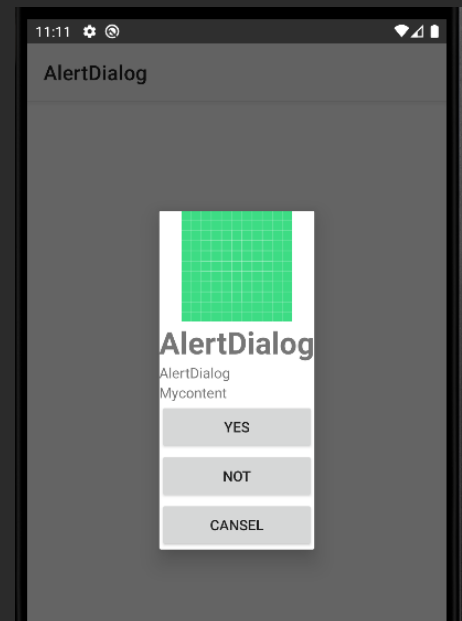 11:11
AlertDialog
AlertDialog
AlertDialog
Mycontent
YES
NOT
CANSEL